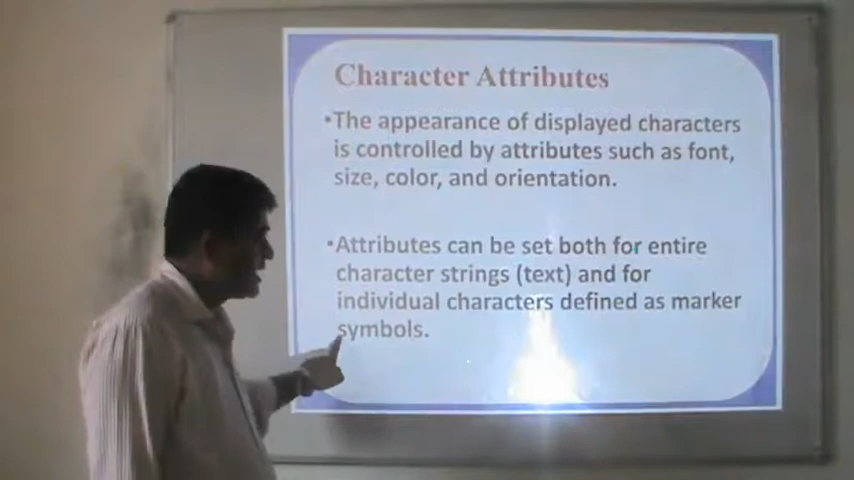 Character Attributes
•The appearance of displayed characters
is controlled by attributes such as font,
size, color, and orientation.
•Attributes can be set both for entire
character strings (text) and for
individual characters defined as marker
symbols.